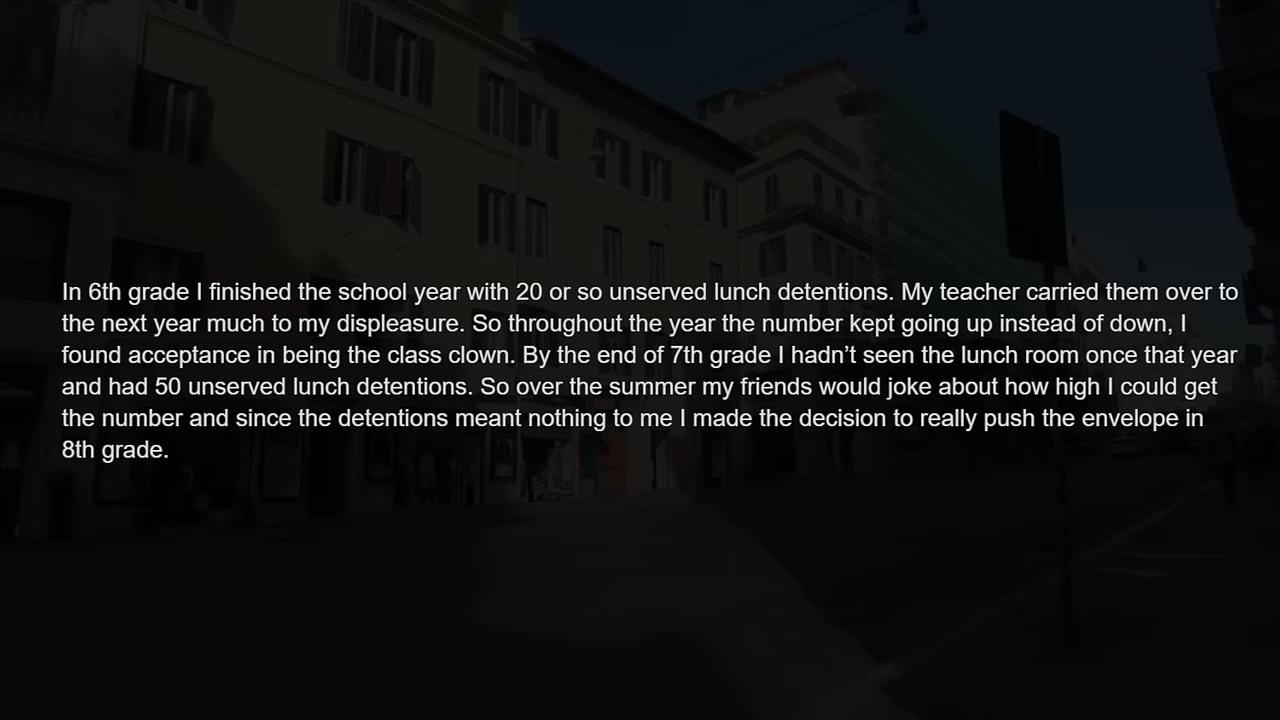 In 6th grade I finished the school year with 20 or so unserved lunch detentions. My teacher carried them over to
the next year much to my displeasure. So throughout the year the number kept going up instead of down, I
found acceptance in being the class clown. By the end of 7th grade I hadn’t seen the lunch room once that year
and had 50 unserved lunch detentions. So over the summer my friends would joke about how high I could get
the number and since the detentions meant nothing to me I made the decision to really push the envelope in
8th grade.